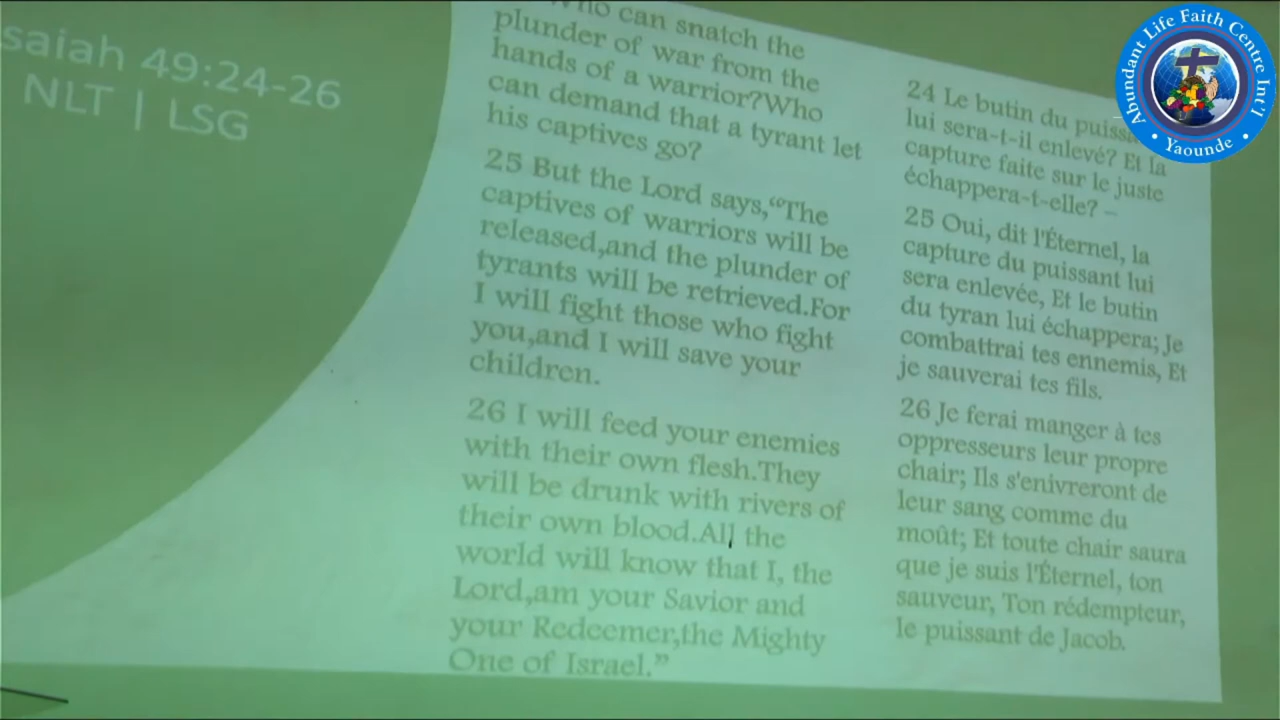 saiah 49:24-26
NLT | LSG
Who can snatch the
plunder of war from the
hands of a warrior?Who
can demand that a tyrant let
his captives go?
25 But the Lord says,“The
captives of warriors will be
released,and the plunder of
tyrants will be retrieved.For
I will fight those who fight
you,and I will save your
children.
26 I will feed your enemies
with their own flesh.They
will be drunk with rivers of
their own blood.All the
world will know that I, the
Lord,am your Savior and
your Redeemer,the Mighty
One of Israel.”
24 Le butin du puiss
lui sera-t-il enlevé? Et la
capture faite sur le juste
échappera-t-elle? –
25 Oui, dit l'Éternel, la
capture du puissant lui
sera enlevée, Et le butin
du tyran lui échappera; Je
combattrai tes ennemis, Et
je sauverai tes fils.
26 Je ferai manger à tes
oppresseurs leur propre
chair; Ils s'enivreront de
leur sang comme du
moût; Et toute chair saura
que je suis l'Éternel, ton
sauveur, Ton rédempteur,
le puissant de Jacob.
Abundant Life Faith Centre Int'l
• Yaounde •